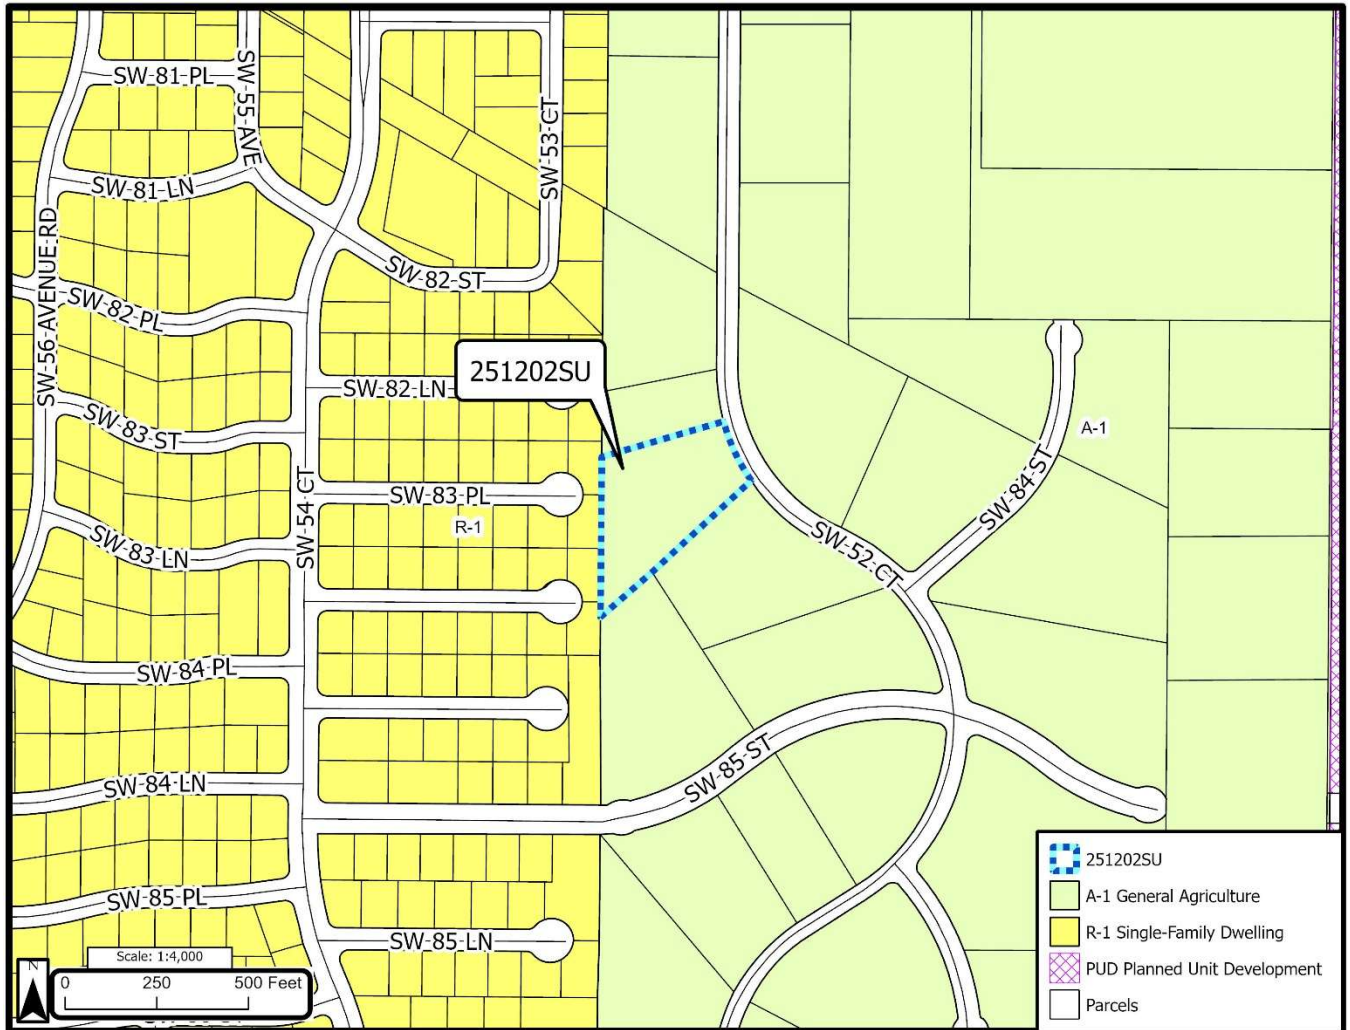 SW 81 PL
SW 55 AVE
SW 53 CT
SW 81 LN
SW 56 AVENUE RD
SW 82 ST
SW 82 PL
251202SU
SW 82 LN
SW 83 ST
A-1
SW 84 ST
SW 83 PL
R-1
SW 54 CT
SW 83 LN
SW 52 CT
SW 84 PL
SW 85 ST
SW 84 LN
SW 85 PL
SW 85 LN
251202SU
A-1 General Agriculture
R-1 Single-Family Dwelling
PUD Planned Unit Development
Parcels
Scale: 1:4,000
N
0 250 500 Feet